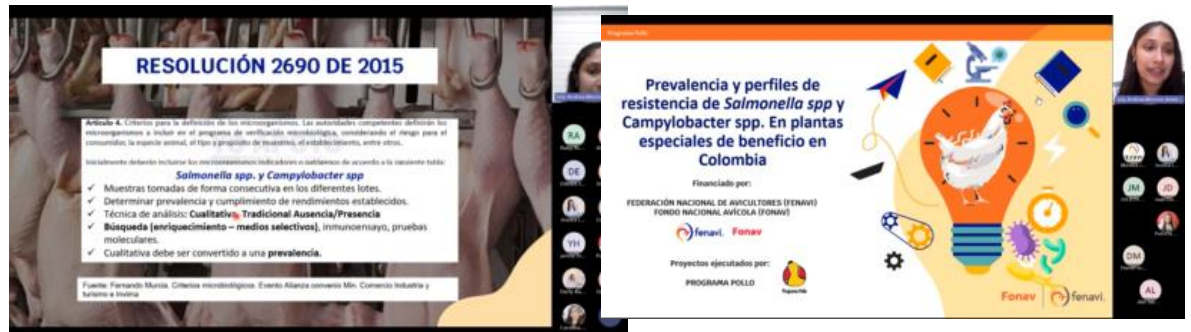 RESOLUCIÓN 2690 DE 2015
Artículo 4. Criterios para la definición de los microorganismos. Las autoridades competentes definirán los
microorganismos a incluir en el programa de verificación microbiológica, considerando el riesgo para el
consumidor, la especie animal, el tipo y propósito de muestreo, el establecimiento, entre otros.
Inicialmente deberán incluirse los microorganismos indicadores o patógenos de acuerdo a la siguiente tabla:
Salmonella spp. y Campylobacter spp
✓ Muestras tomadas de forma consecutiva en los diferentes lotes.
✓ Determinar prevalencia y cumplimiento de rendimientos establecidos.
✓ Técnica de análisis: Cualitativa Tradicional Ausencia/Presencia
✓ Búsqueda (enriquecimiento – medios selectivos), inmunoensayo, pruebas
moleculares.
✓ Cualitativa debe ser convertido a una prevalencia.
Fuente: Fernando Murcia. Criterios microbiológicos. Evento Alianza convenio Min. Comercio Industria y
turismo e Invima
RA
DE
YH
Programa Pollo
Prevalencia y perfiles de
resistencia de Salmonella spp y
Campylobacter spp. En plantas
especiales de beneficio en
Colombia
Financiado por:
FEDERACIÓN NACIONAL DE AVICULTORES (FENAVI)
FONDO NACIONAL AVÍCOLA (FONAV)
fenavi. Fonav
Proyectos ejecutados por:
PROGRAMA POLLO
Fonav fenavi.
JM
JD
DM
AL